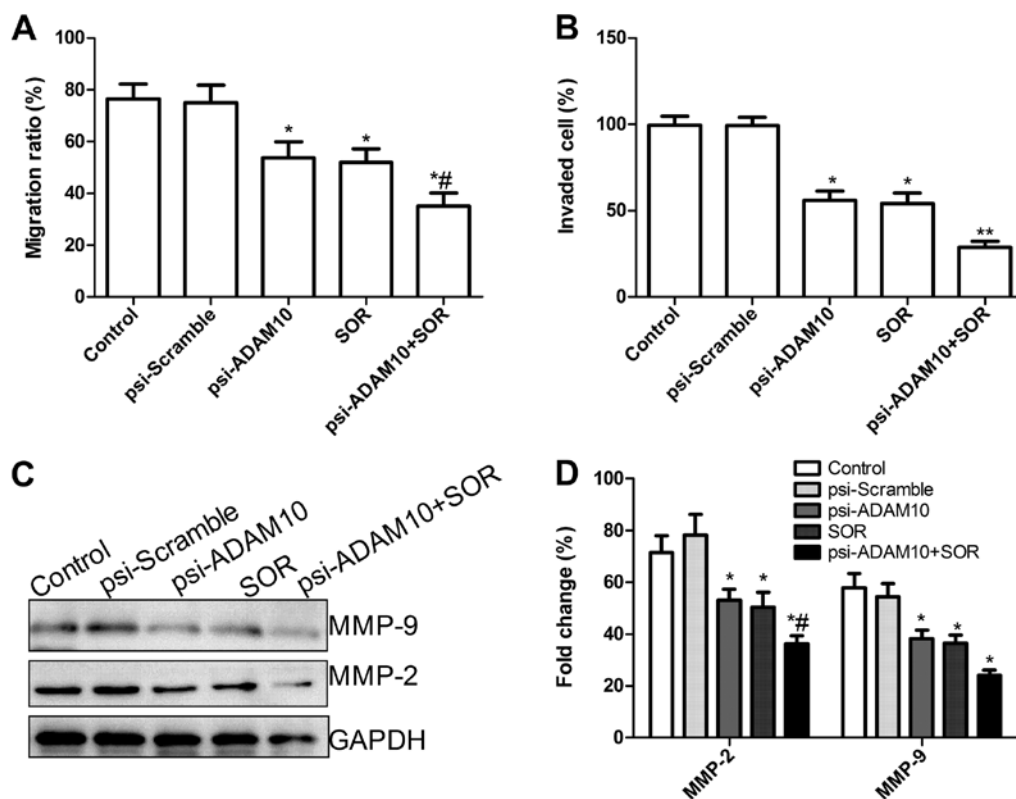 A
Migration ratio (%)
100
80
60
40
20
0
*
*
*#
Control
psi-Scramble
psi-ADAM10
SOR
psi-ADAM10+SOR
B
Invaded cell (%)
150
100
50
0
*
*
**
Control
psi-Scramble
psi-ADAM10
SOR
psi-ADAM10+SOR
C
Control
psi-Scramble
psi-ADAM10
SOR
psi-ADAM10+SOR
MMP-9
MMP-2
GAPDH
D
Control
psi-Scramble
psi-ADAM10
SOR
psi-ADAM10+SOR
Fold change (%)
100
80
60
40
20
0
*
*
*#
*
*
*
MMP-2
MMP-9